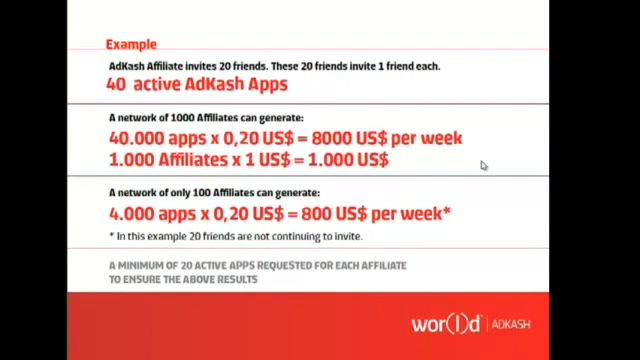 Example
AdKash Affiliate invites 20 friends. These 20 friends invite 1 friend each.
40 active AdKash Apps
A network of 1000 Affiliates can generate:
40.000 apps x 0,20 US$ = 8000 US$ per week
1.000 Affiliates x 1 US$ = 1.000 US$
A network of only 100 Affiliates can generate:
4.000 apps x 0,20 US$ = 800 US$ per week*
* In this example 20 friends are not continuing to invite.
A MINIMUM OF 20 ACTIVE APPS REQUESTED FOR EACH AFFILIATE
TO ENSURE THE ABOVE RESULTS
wor(l)d | ADKASH